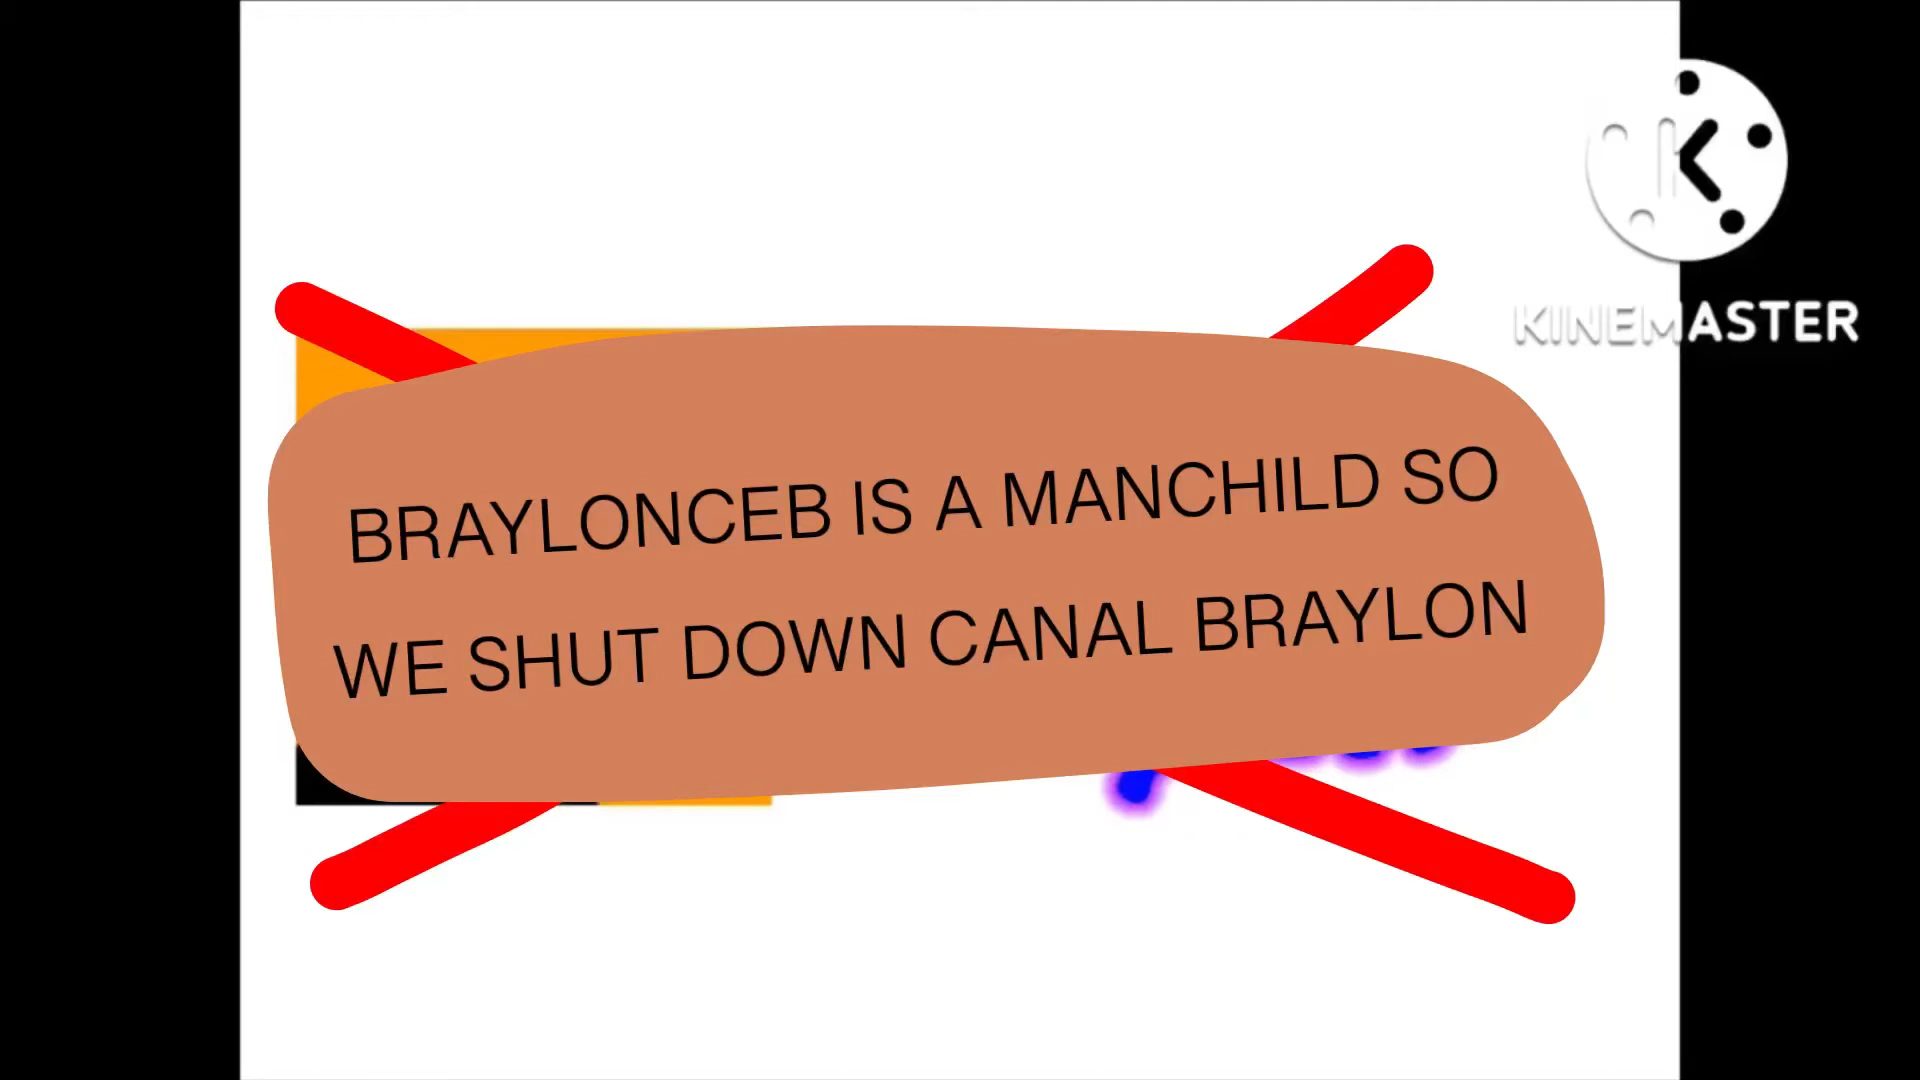 K
KINEMASTER
BRAYLONCEB IS A MANCHILD SO
WE SHUT DOWN CANAL BRAYLON